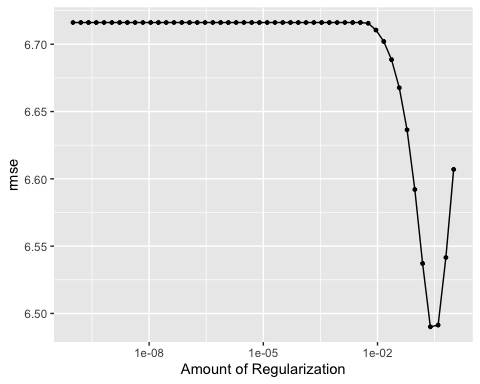 6.70
6.65
rmse
6.60
6.55
6.50
1e-08
1e-05
1e-02
Amount of Regularization